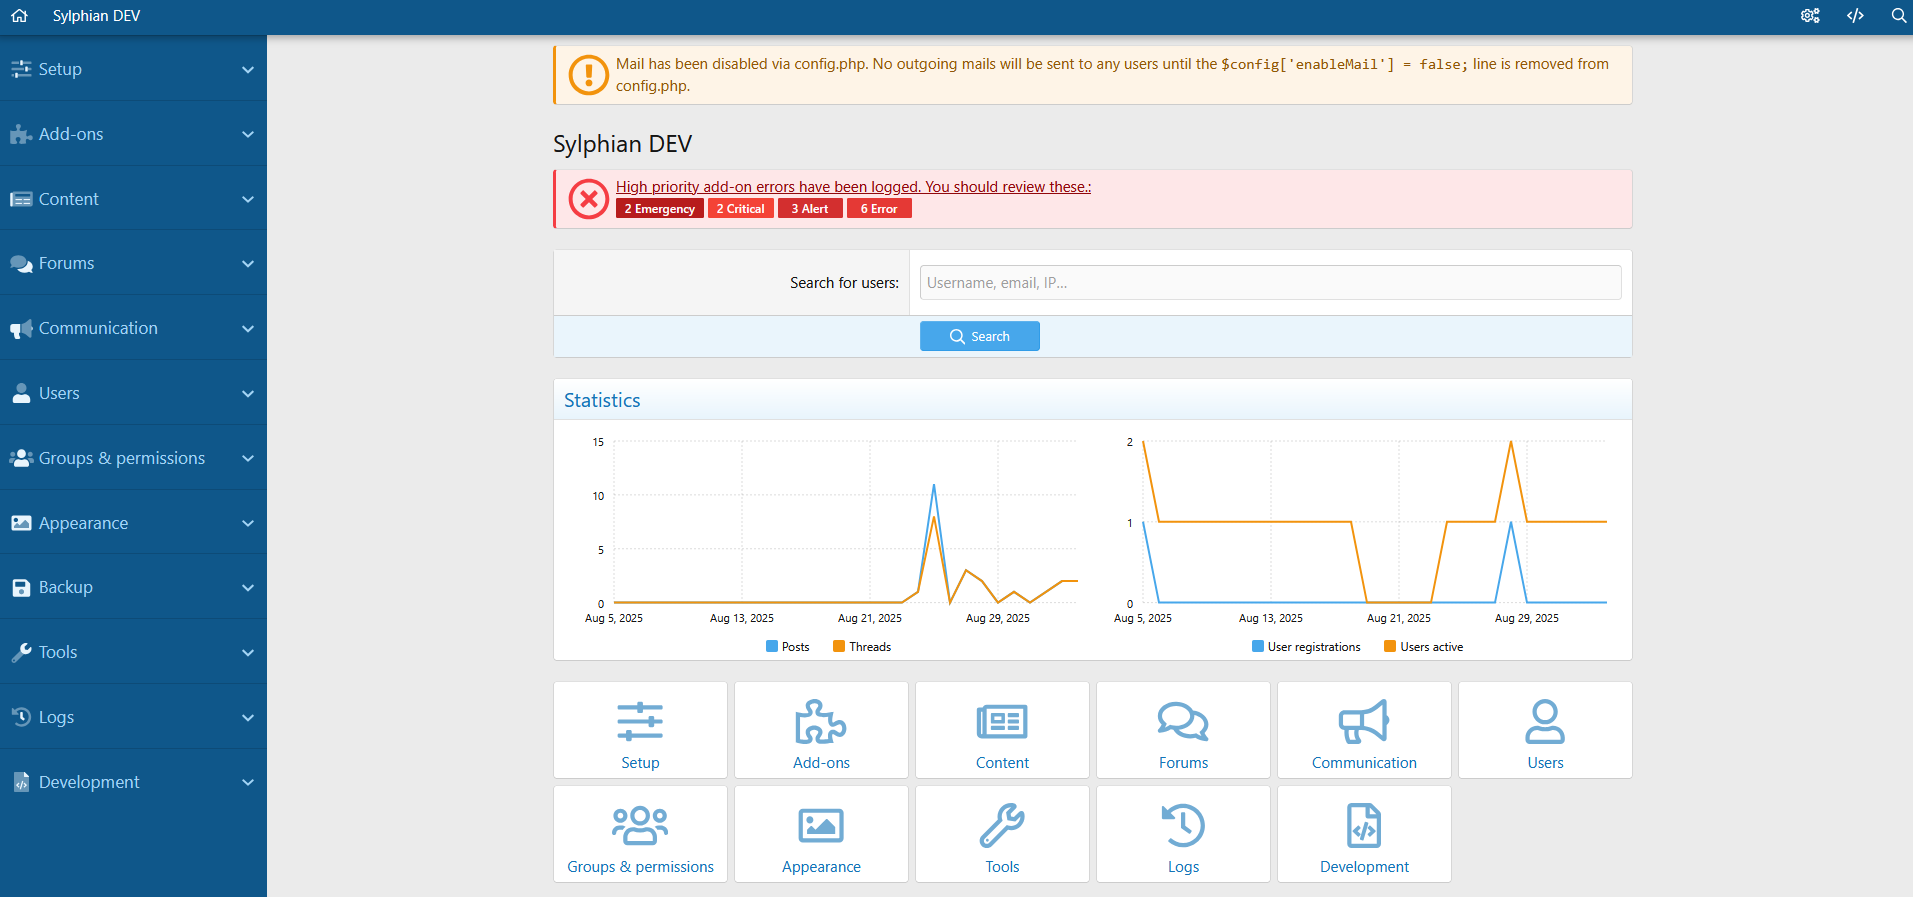 Sylphian DEV
Setup
Add-ons
Content
Forums
Communication
Users
Groups & permissions
Appearance
Backup
Tools
Logs
Development
Mail has been disabled via config.php. No outgoing mails will be sent to any users until the $config['enableMail'] = false; line is removed from
config.php.
Sylphian DEV
High priority add-on errors have been logged. You should review these.:
2 Emergency 2 Critical 3 Alert 6 Error
Search for users: Username, email, IP...
Search
Statistics
15
10
5
0
Aug 5, 2025 Aug 13, 2025 Aug 21, 2025 Aug 29, 2025
Posts Threads
2
1
0
Aug 5, 2025 Aug 13, 2025 Aug 21, 2025 Aug 29, 2025
User registrations Users active
Setup Add-ons Content Forums Communication Users
Groups & permissions Appearance Tools Logs Development